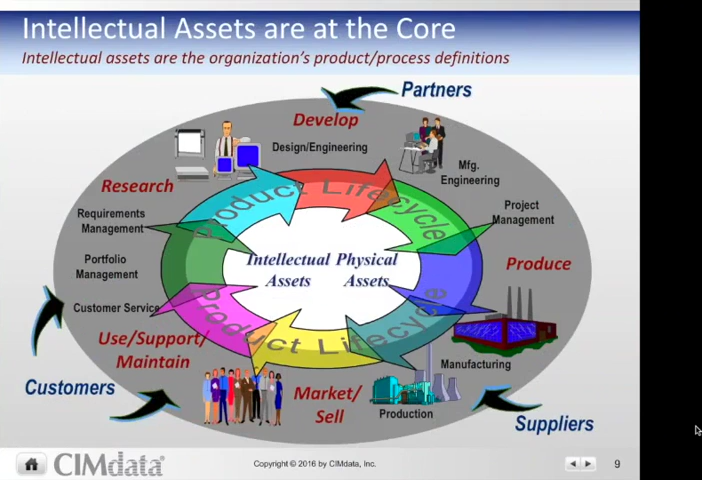 Intellectual Assets are at the Core
Intellectual assets are the organization's product/process definitions
Partners
Develop
Design/Engineering
Mfg.
Engineering
Research
Product Lifecycle
Requirements
Management
Project
Management
Portfolio
Management
Intellectual Physical
Assets Assets
Produce
Customer Service
Product Lifecycle
Use/Support/
Maintain
Manufacturing
Customers
Market/
Sell
Production
Suppliers
CIMdata®
Copyright © 2016 by CIMdata, Inc.
9